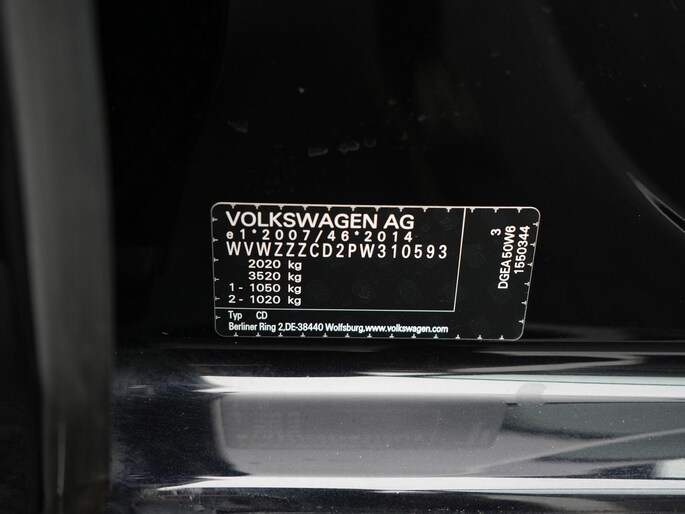 VOLKSWAGEN AG
e1*2007/46*2014
WVWZZZCD2PW310593
2020 kg
3520 kg
1 - 1050 kg
2 - 1020 kg
Typ CD
Berliner Ring 2,DE-38440 Wolfsburg,www.volkswagen.com
3
DGEA50W6
1550344